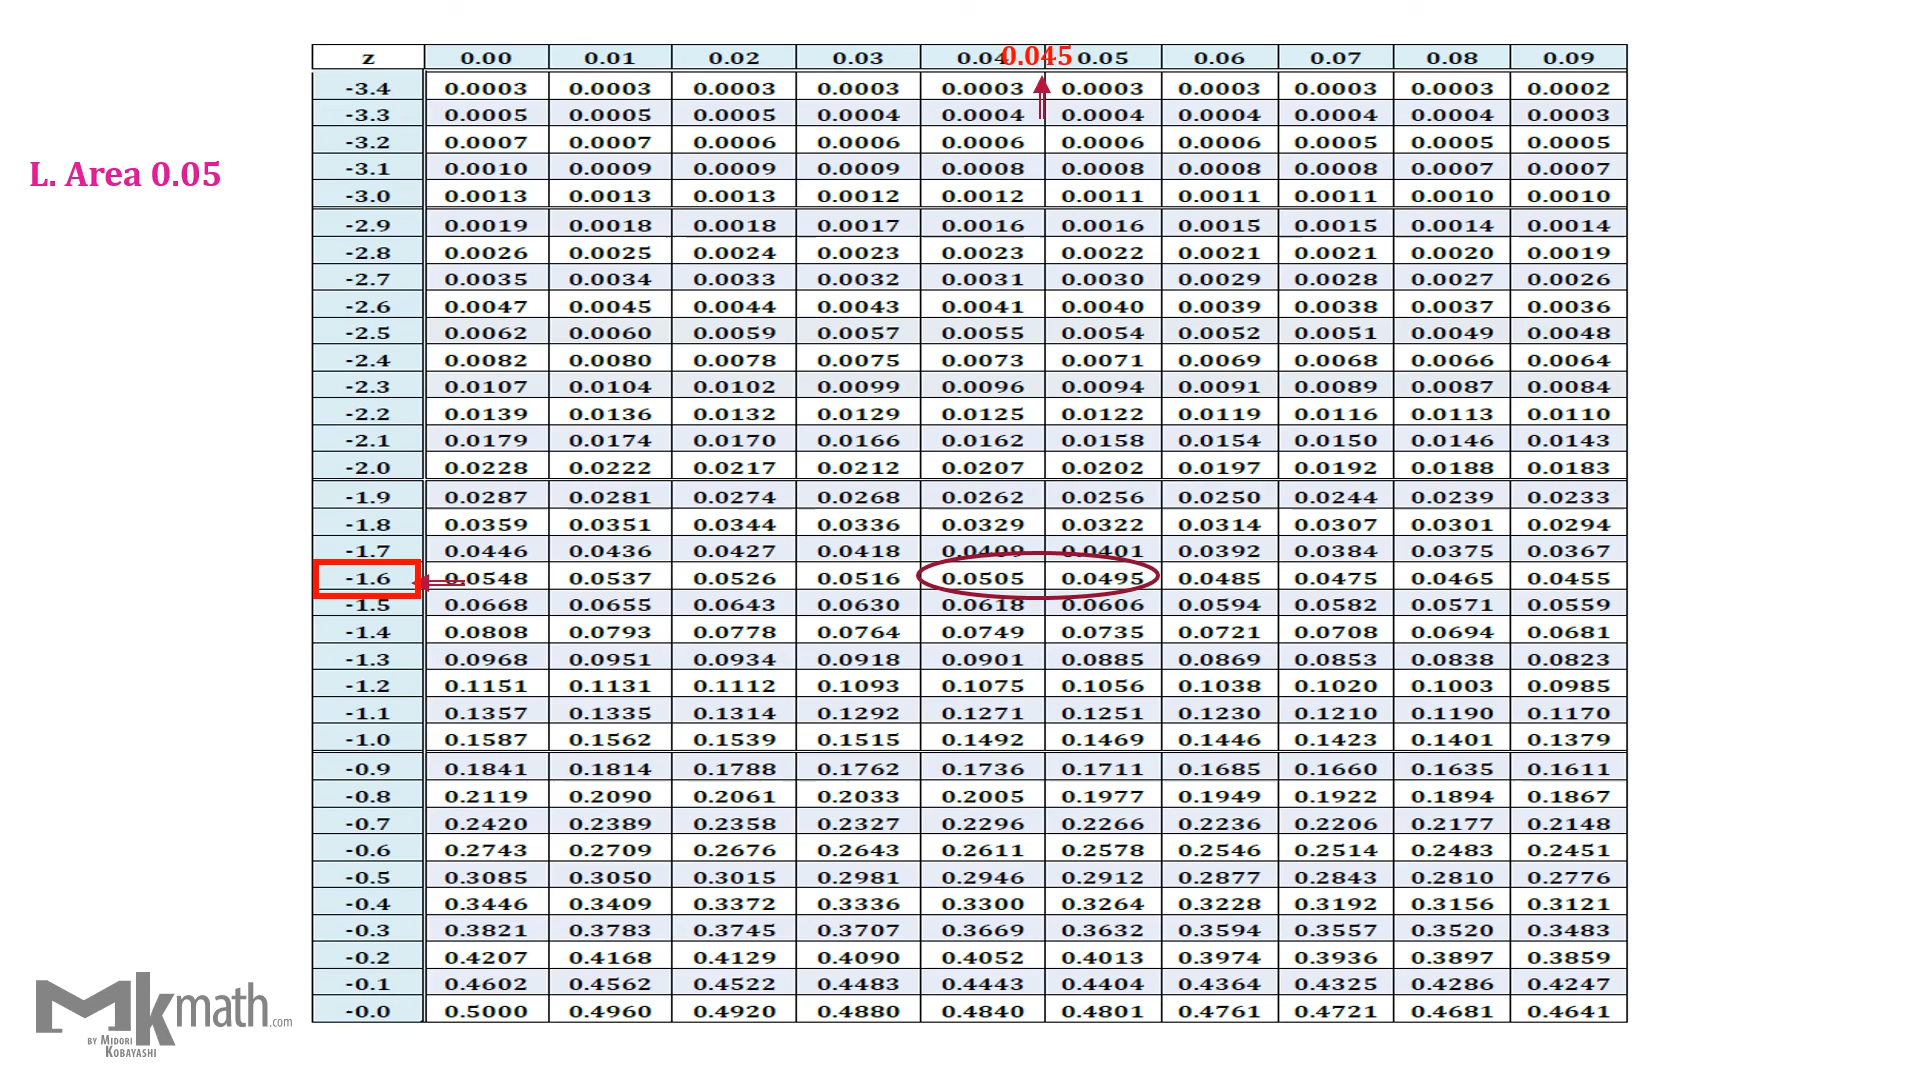 z 0.00 0.01 0.02 0.03 0.04 0.045 0.05 0.06 0.07 0.08 0.09
-3.4 0.0003 0.0003 0.0003 0.0003 0.0003 0.0003 0.0003 0.0003 0.0003 0.0002
-3.3 0.0005 0.0005 0.0005 0.0004 0.0004 0.0004 0.0004 0.0004 0.0004 0.0003
-3.2 0.0007 0.0007 0.0006 0.0006 0.0006 0.0006 0.0006 0.0005 0.0005 0.0005
L. Area 0.05
-3.1 0.0010 0.0009 0.0009 0.0009 0.0008 0.0008 0.0008 0.0008 0.0007 0.0007
-3.0 0.0013 0.0013 0.0013 0.0012 0.0012 0.0011 0.0011 0.0011 0.0010 0.0010
-2.9 0.0019 0.0018 0.0018 0.0017 0.0016 0.0016 0.0015 0.0015 0.0014 0.0014
-2.8 0.0026 0.0025 0.0024 0.0023 0.0023 0.0022 0.0021 0.0021 0.0020 0.0019
-2.7 0.0035 0.0034 0.0033 0.0032 0.0031 0.0030 0.0029 0.0028 0.0027 0.0026
-2.6 0.0047 0.0045 0.0044 0.0043 0.0041 0.0040 0.0039 0.0038 0.0037 0.0036
-2.5 0.0062 0.0060 0.0059 0.0057 0.0055 0.0054 0.0052 0.0051 0.0049 0.0048
-2.4 0.0082 0.0080 0.0078 0.0075 0.0073 0.0071 0.0069 0.0068 0.0066 0.0064
-2.3 0.0107 0.0104 0.0102 0.0099 0.0096 0.0094 0.0091 0.0089 0.0087 0.0084
-2.2 0.0139 0.0136 0.0132 0.0129 0.0125 0.0122 0.0119 0.0116 0.0113 0.0110
-2.1 0.0179 0.0174 0.0170 0.0166 0.0162 0.0158 0.0154 0.0150 0.0146 0.0143
-2.0 0.0228 0.0222 0.0217 0.0212 0.0207 0.0202 0.0197 0.0192 0.0188 0.0183
-1.9 0.0287 0.0281 0.0274 0.0268 0.0262 0.0256 0.0250 0.0244 0.0239 0.0233
-1.8 0.0359 0.0351 0.0344 0.0336 0.0329 0.0322 0.0314 0.0307 0.0301 0.0294
-1.7 0.0446 0.0436 0.0427 0.0418 0.0409 0.0401 0.0392 0.0384 0.0375 0.0367
-1.6 0.0548 0.0537 0.0526 0.0516 0.0505 0.0495 0.0485 0.0475 0.0465 0.0455
-1.5 0.0668 0.0655 0.0643 0.0630 0.0618 0.0606 0.0594 0.0582 0.0571 0.0559
-1.4 0.0808 0.0793 0.0778 0.0764 0.0749 0.0735 0.0721 0.0708 0.0694 0.0681
-1.3 0.0968 0.0951 0.0934 0.0918 0.0901 0.0885 0.0869 0.0853 0.0838 0.0823
-1.2 0.1151 0.1131 0.1112 0.1093 0.1075 0.1056 0.1038 0.1020 0.1003 0.0985
-1.1 0.1357 0.1335 0.1314 0.1292 0.1271 0.1251 0.1230 0.1210 0.1190 0.1170
-1.0 0.1587 0.1562 0.1539 0.1515 0.1492 0.1469 0.1446 0.1423 0.1401 0.1379
-0.9 0.1841 0.1814 0.1788 0.1762 0.1736 0.1711 0.1685 0.1660 0.1635 0.1611
-0.8 0.2119 0.2090 0.2061 0.2033 0.2005 0.1977 0.1949 0.1922 0.1894 0.1867
-0.7 0.2420 0.2389 0.2358 0.2327 0.2296 0.2266 0.2236 0.2206 0.2177 0.2148
-0.6 0.2743 0.2709 0.2676 0.2643 0.2611 0.2578 0.2546 0.2514 0.2483 0.2451
-0.5 0.3085 0.3050 0.3015 0.2981 0.2946 0.2912 0.2877 0.2843 0.2810 0.2776
-0.4 0.3446 0.3409 0.3372 0.3336 0.3300 0.3264 0.3228 0.3192 0.3156 0.3121
-0.3 0.3821 0.3783 0.3745 0.3707 0.3669 0.3632 0.3594 0.3557 0.3520 0.3483
-0.2 0.4207 0.4168 0.4129 0.4090 0.4052 0.4013 0.3974 0.3936 0.3897 0.3859
-0.1 0.4602 0.4562 0.4522 0.4483 0.4443 0.4404 0.4364 0.4325 0.4286 0.4247
-0.0 0.5000 0.4960 0.4920 0.4880 0.4840 0.4801 0.4761 0.4721 0.4681 0.4641
Mkmath.com
BY MIDORI
KOBAYASHI